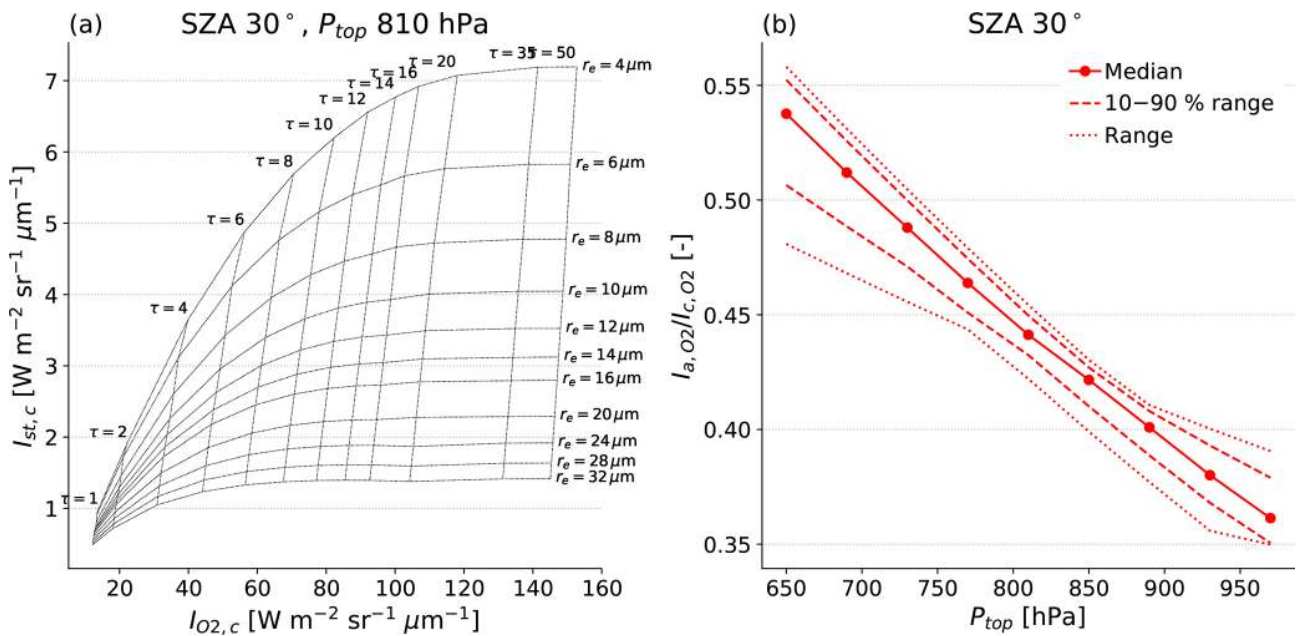 (a) SZA 30°, P_top 810 hPa
I_st,c [W m⁻² sr⁻¹ μm⁻¹]
7
6
5
4
3
2
1
τ = 1
τ = 2
τ = 4
τ = 6
τ = 8
τ = 10
τ = 12
τ = 14
τ = 16
τ = 20
τ = 35
τ = 50
r_e = 4 μm
r_e = 6 μm
r_e = 8 μm
r_e = 10 μm
r_e = 12 μm
r_e = 14 μm
r_e = 16 μm
r_e = 20 μm
r_e = 24 μm
r_e = 28 μm
r_e = 32 μm
20 40 60 80 100 120 140 160
I_O2,c [W m⁻² sr⁻¹ μm⁻¹]
(b) SZA 30°
I_a,O2/I_c,O2 [-]
0.55
0.50
0.45
0.40
0.35
Median
10−90 % range
Range
650 700 750 800 850 900 950
P_top [hPa]